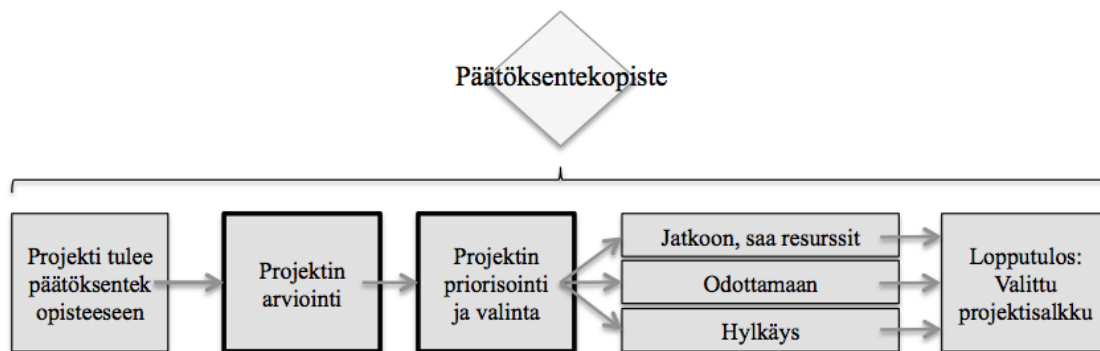 Päätöksentekopiste
Projekti tulee
päätöksentek
opisteeseen
Projektin
arviointi
Projektin
priorisointi
ja valinta
Jatkoon, saa resurssit
Odottamaan
Hylkäys
Lopputulos:
Valittu
projektisalkku